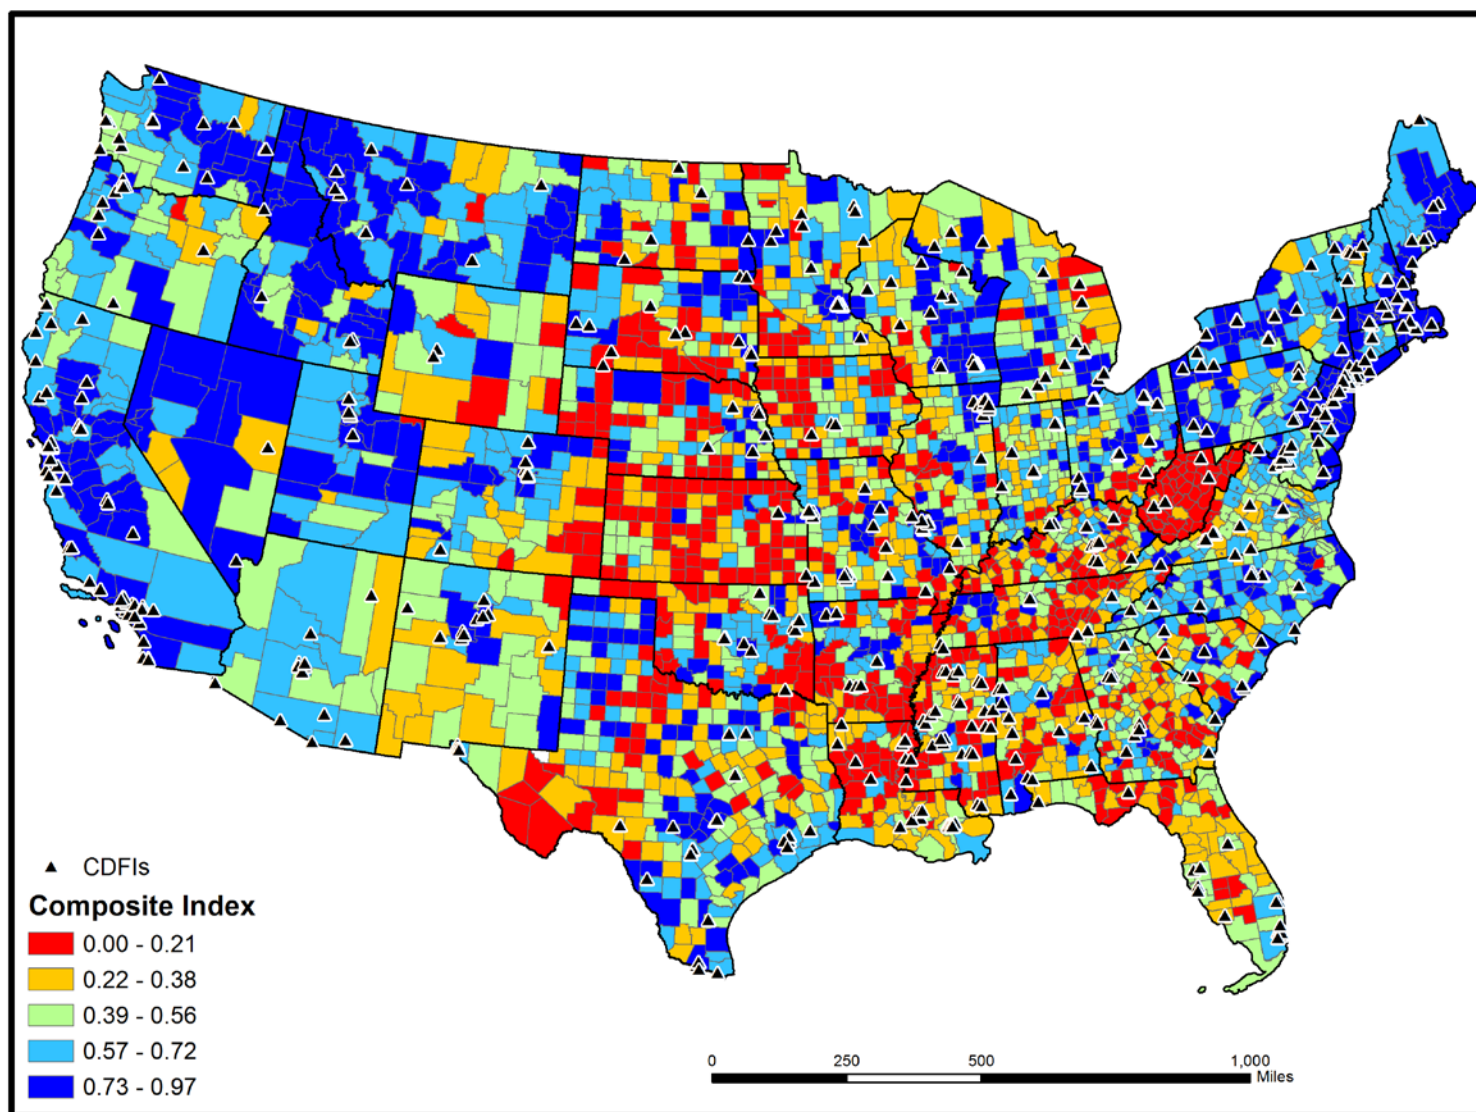 CDFIs
Composite Index
0.00 - 0.21
0.22 - 0.38
0.39 - 0.56
0.57 - 0.72
0.73 - 0.97
0 250 500 1,000
Miles